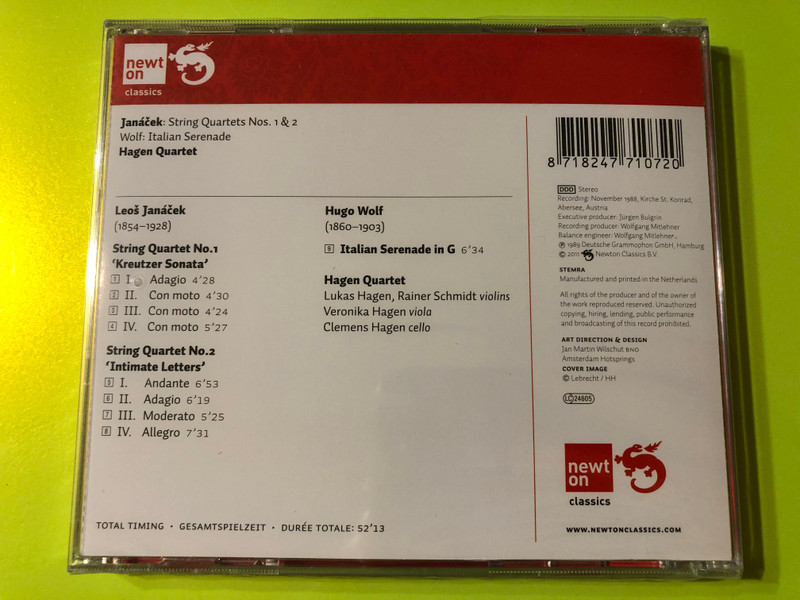 newt
on
classics
Janáček: String Quartets Nos. 1 & 2
Wolf: Italian Serenade
Hagen Quartet
Leoš Janáček
(1854–1928)
String Quartet No.1
‘Kreutzer Sonata’
1 I. Adagio 4’28
2 II. Con moto 4’30
3 III. Con moto 4’24
4 IV. Con moto 5’27
String Quartet No.2
‘Intimate Letters’
5 I. Andante 6’53
6 II. Adagio 6’19
7 III. Moderato 5’25
8 IV. Allegro 7’31
Hugo Wolf
(1860–1903)
9 Italian Serenade in G 6’34
Hagen Quartet
Lukas Hagen, Rainer Schmidt violins
Veronika Hagen viola
Clemens Hagen cello
TOTAL TIMING · GESAMTSPIELZEIT · DURÉE TOTALE: 52’13
8 718247 710720
DDD Stereo
Recording: November 1988, Kirche St. Konrad,
Abersee, Austria
Executive producer: Jürgen Bulgrin
Recording producer: Wolfgang Mitlehner
Balance engineer: Wolfgang Mitlehner
℗ 1989 Deutsche Grammophon GmbH, Hamburg
© 2011 Newton Classics B.V.
STEMRA
Manufactured and printed in the Netherlands
All rights of the producer and of the owner of
the work reproduced reserved. Unauthorized
copying, hiring, lending, public performance
and broadcasting of this record prohibited.
ART DIRECTION & DESIGN
Jan Martin Wilschut BNO
Amsterdam Hotsprings
COVER IMAGE
© Lebrecht / HH
LC 24605
newt
on
classics
WWW.NEWTONCLASSICS.COM